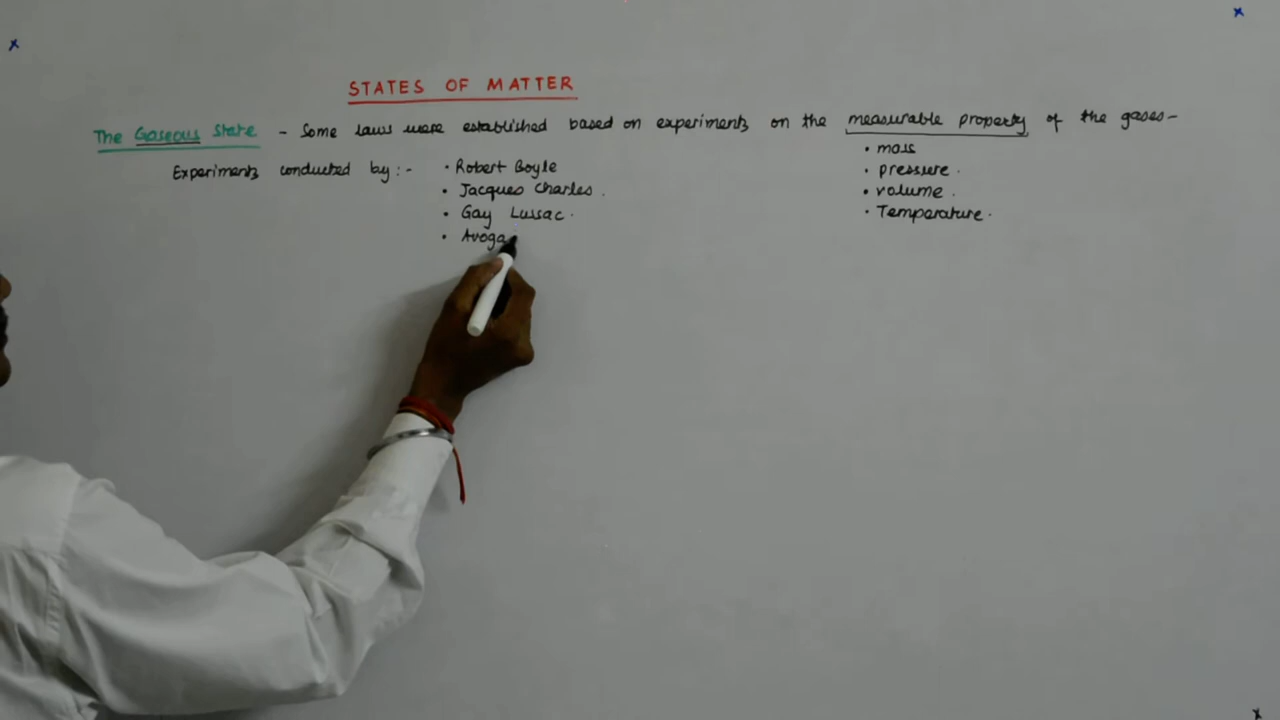 STATES OF MATTER
The Gaseous State - Some laws were established based on experiments on the measurable property of the gases-
• mass
Experiments conducted by :- • Robert Boyle
• pressure.
• Jacques Charles.
• volume.
• Gay Lussac.
• Temperature.
• Avoga